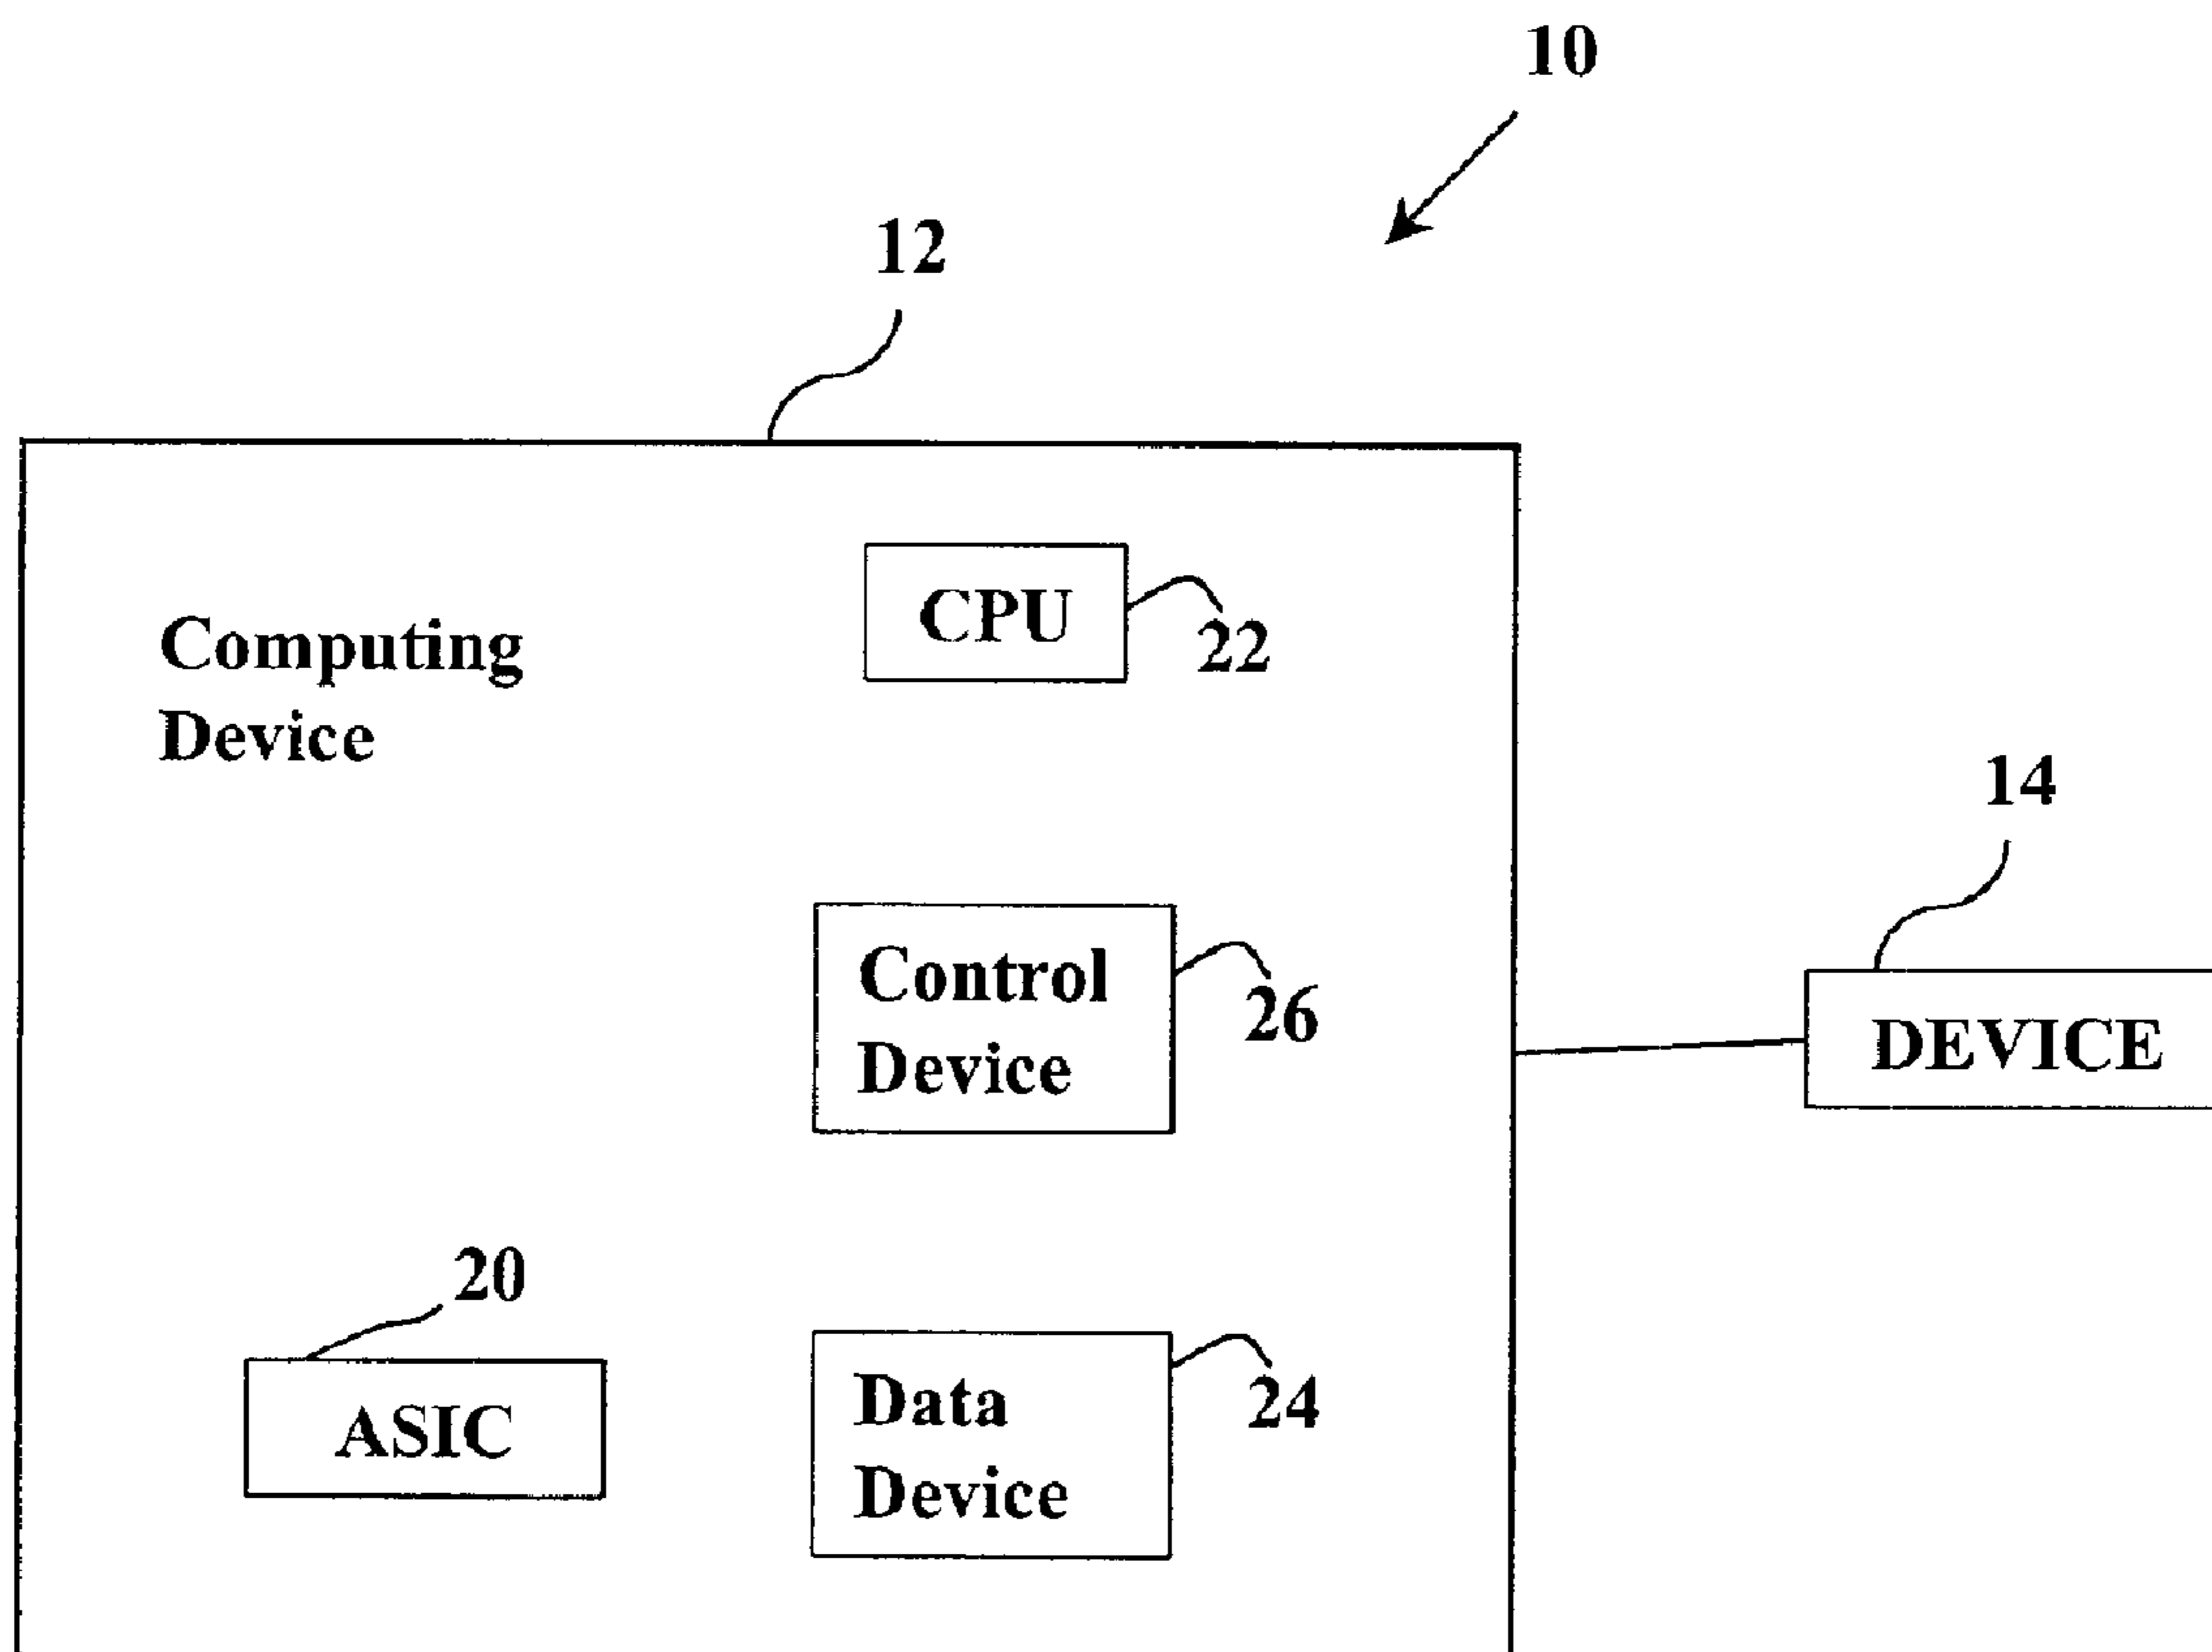 10
12
CPU
22
Computing
Device
14
Control
Device
26
DEVICE
20
ASIC
Data
Device
24